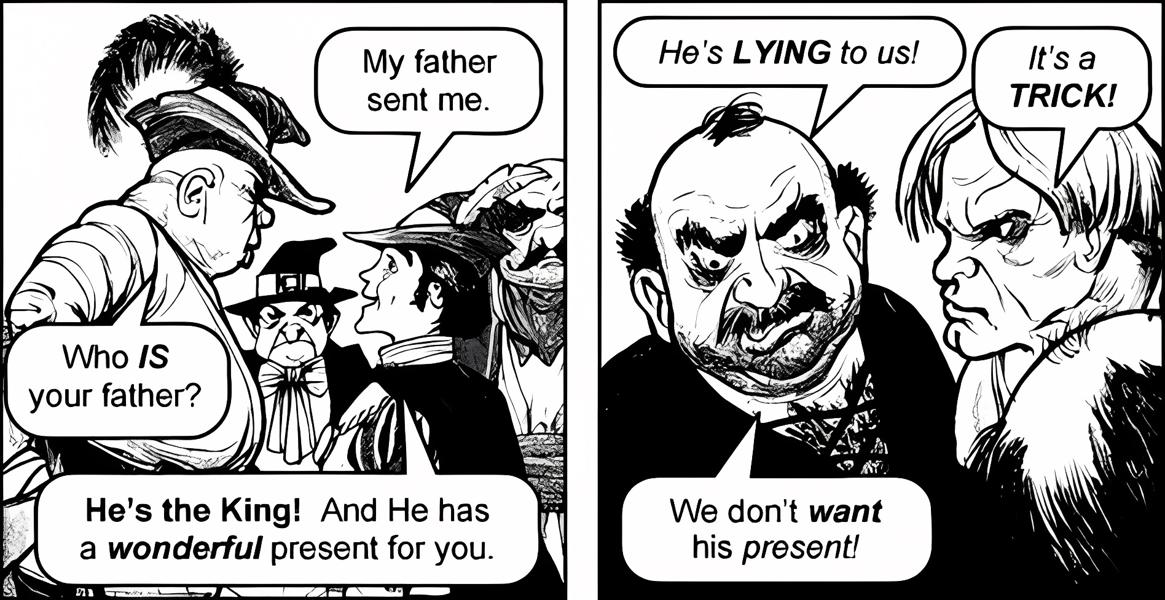 My father
sent me.
Who IS
your father?
He's the King! And He has
a wonderful present for you.
He's LYING to us!
It's a
TRICK!
We don't want
his present!